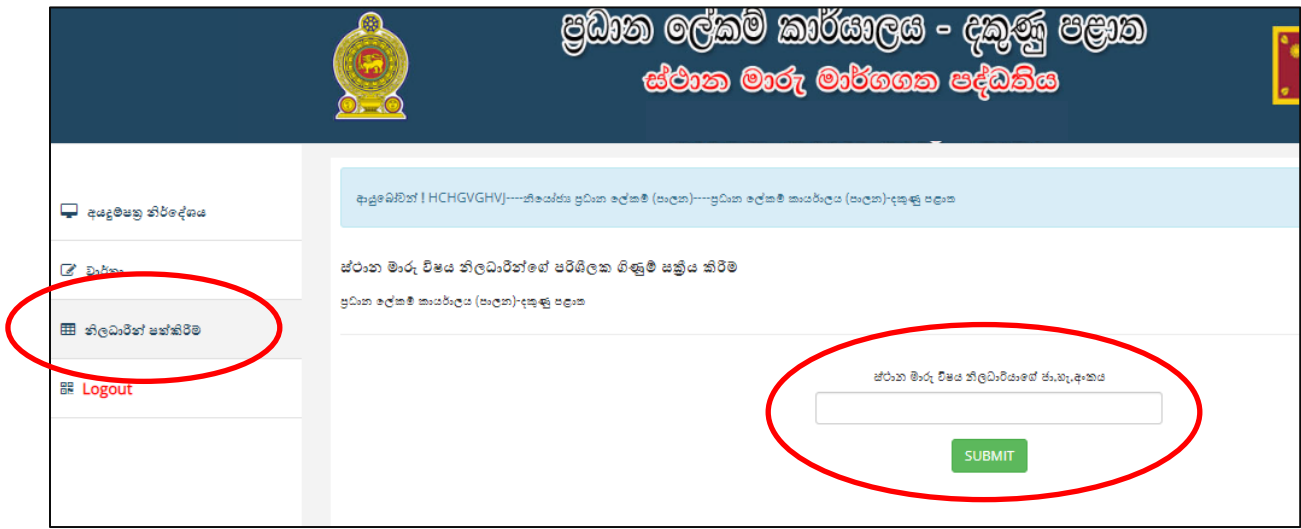 ප්‍රධාන ලේකම් කාර්යාලය - දකුණු පළාත
ස්ථාන මාරු මාර්ගගත පද්ධතිය
ආයුබෝවන් ! HCHGVGHVJ----නියෝජ්‍ය ප්‍රධාන ලේකම් (පාලන)----ප්‍රධාන ලේකම් කාර්යාලය (පාලන)-දකුණු පළාත
අයදුම්පත්‍ර නිර්දේශය
වාර්තා
නිලධාරීන් පත්කිරීම
Logout
ස්ථාන මාරු විෂය නිලධාරීන්ගේ පරිශීලක ගිණුම් සක්‍රීය කිරීම
ප්‍රධාන ලේකම් කාර්යාලය (පාලන)-දකුණු පළාත
ස්ථාන මාරු විෂය නිලධාරියාගේ ජා.හැ.අංකය
SUBMIT